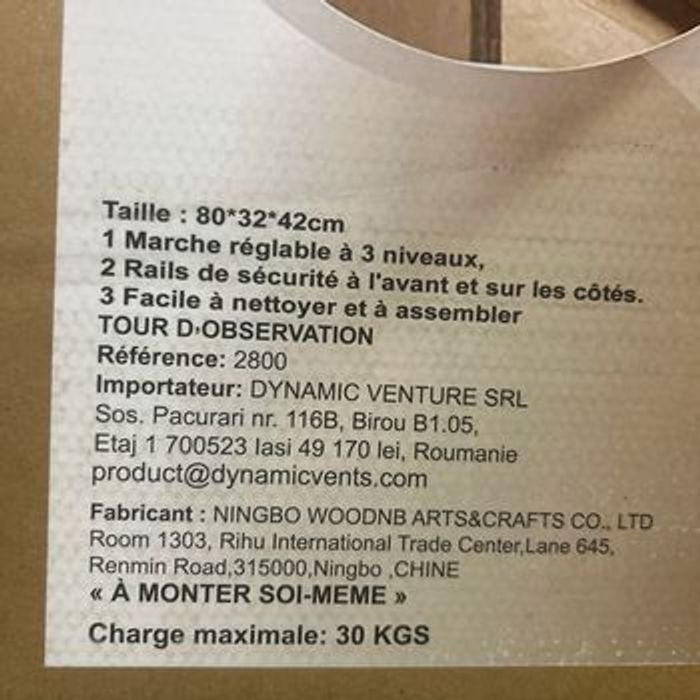 Taille : 80*32*42cm
1 Marche réglable à 3 niveaux,
2 Rails de sécurité à l'avant et sur les côtés.
3 Facile à nettoyer et à assembler
TOUR D'OBSERVATION
Référence: 2800
Importateur: DYNAMIC VENTURE SRL
Sos. Pacurari nr. 116B, Birou B1.05,
Etaj 1 700523 Iasi 49 170 lei, Roumanie
product@dynamicvents.com
Fabricant : NINGBO WOODNB ARTS&CRAFTS CO., LTD
Room 1303, Rihu International Trade Center,Lane 645,
Renmin Road,315000,Ningbo ,CHINE
« À MONTER SOI-MEME »
Charge maximale: 30 KGS